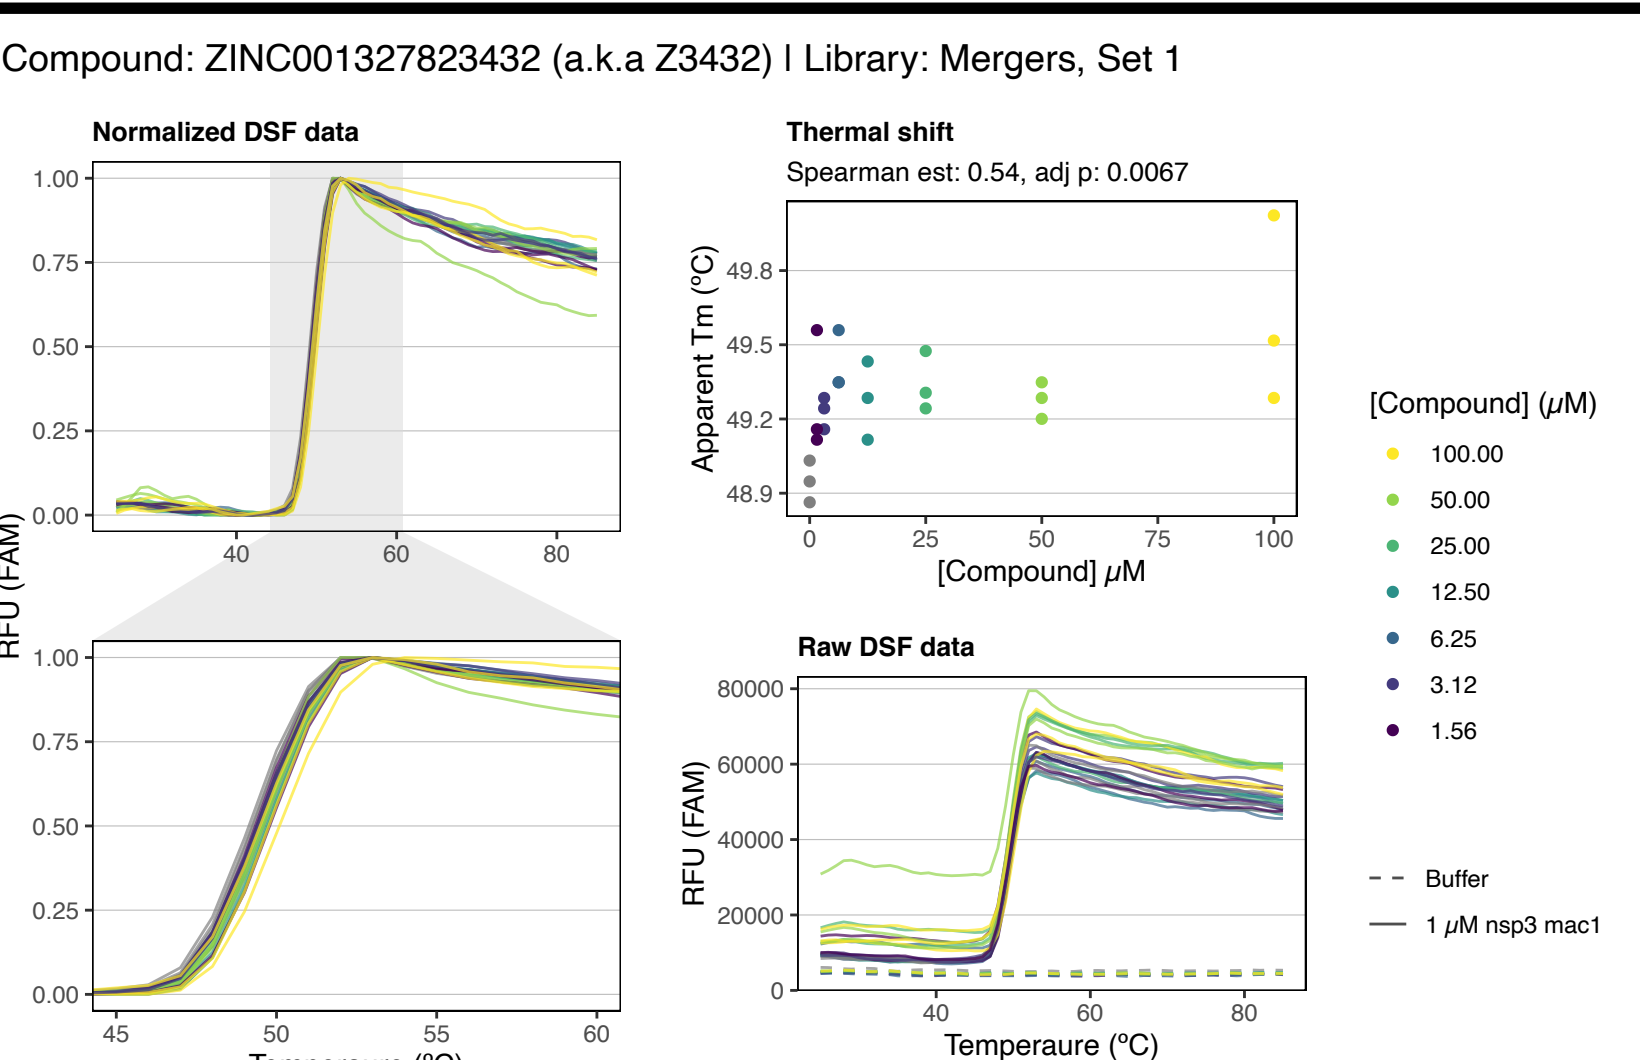 Compound: ZINC001327823432 (a.k.a Z3432) | Library: Mergers, Set 1
Normalized DSF data
1.00
0.75
0.50
0.25
0.00
40
60
80
RFU (FAM)
1.00
0.75
0.50
0.25
0.00
45
50
55
60
Temperaure (ºC)
Thermal shift
Spearman est: 0.54, adj p: 0.0067
Apparent Tm (ºC)
49.8
49.5
49.2
48.9
0
25
50
75
100
[Compound] µM
Raw DSF data
RFU (FAM)
80000
60000
40000
20000
0
40
60
80
Temperaure (ºC)
[Compound] (µM)
100.00
50.00
25.00
12.50
6.25
3.12
1.56
Buffer
1 µM nsp3 mac1